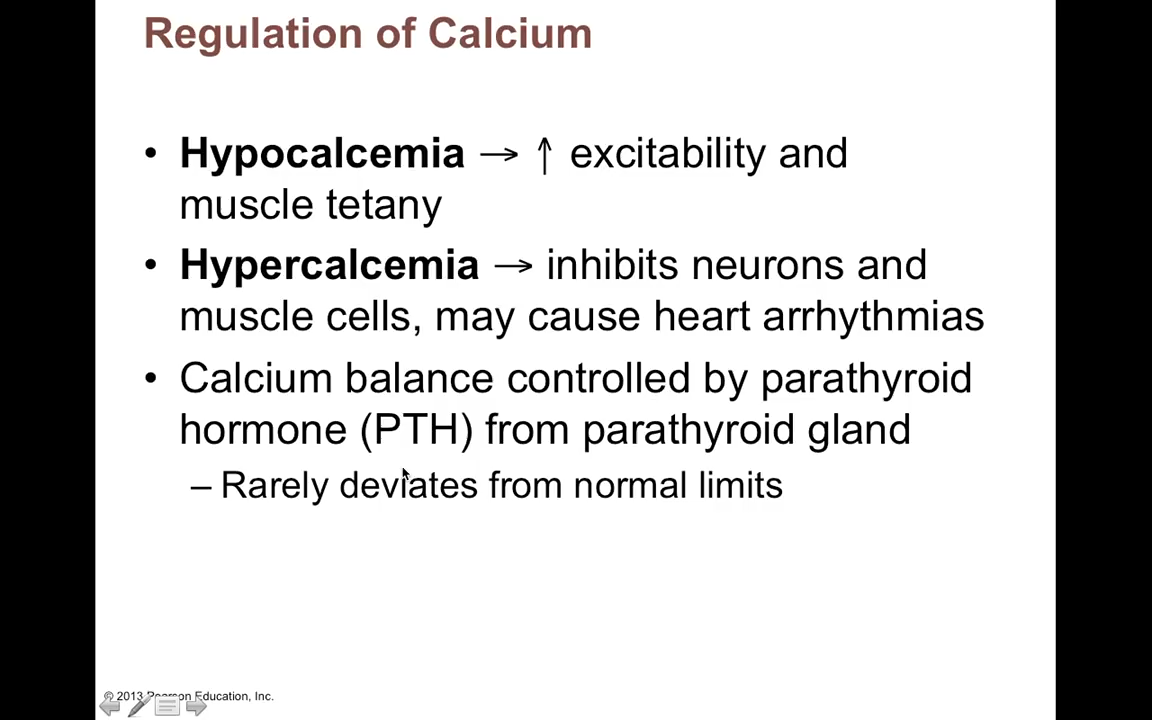 Regulation of Calcium
• Hypocalcemia → ↑ excitability and
muscle tetany
• Hypercalcemia → inhibits neurons and
muscle cells, may cause heart arrhythmias
• Calcium balance controlled by parathyroid
hormone (PTH) from parathyroid gland
– Rarely deviates from normal limits
© 2013 Pearson Education, Inc.